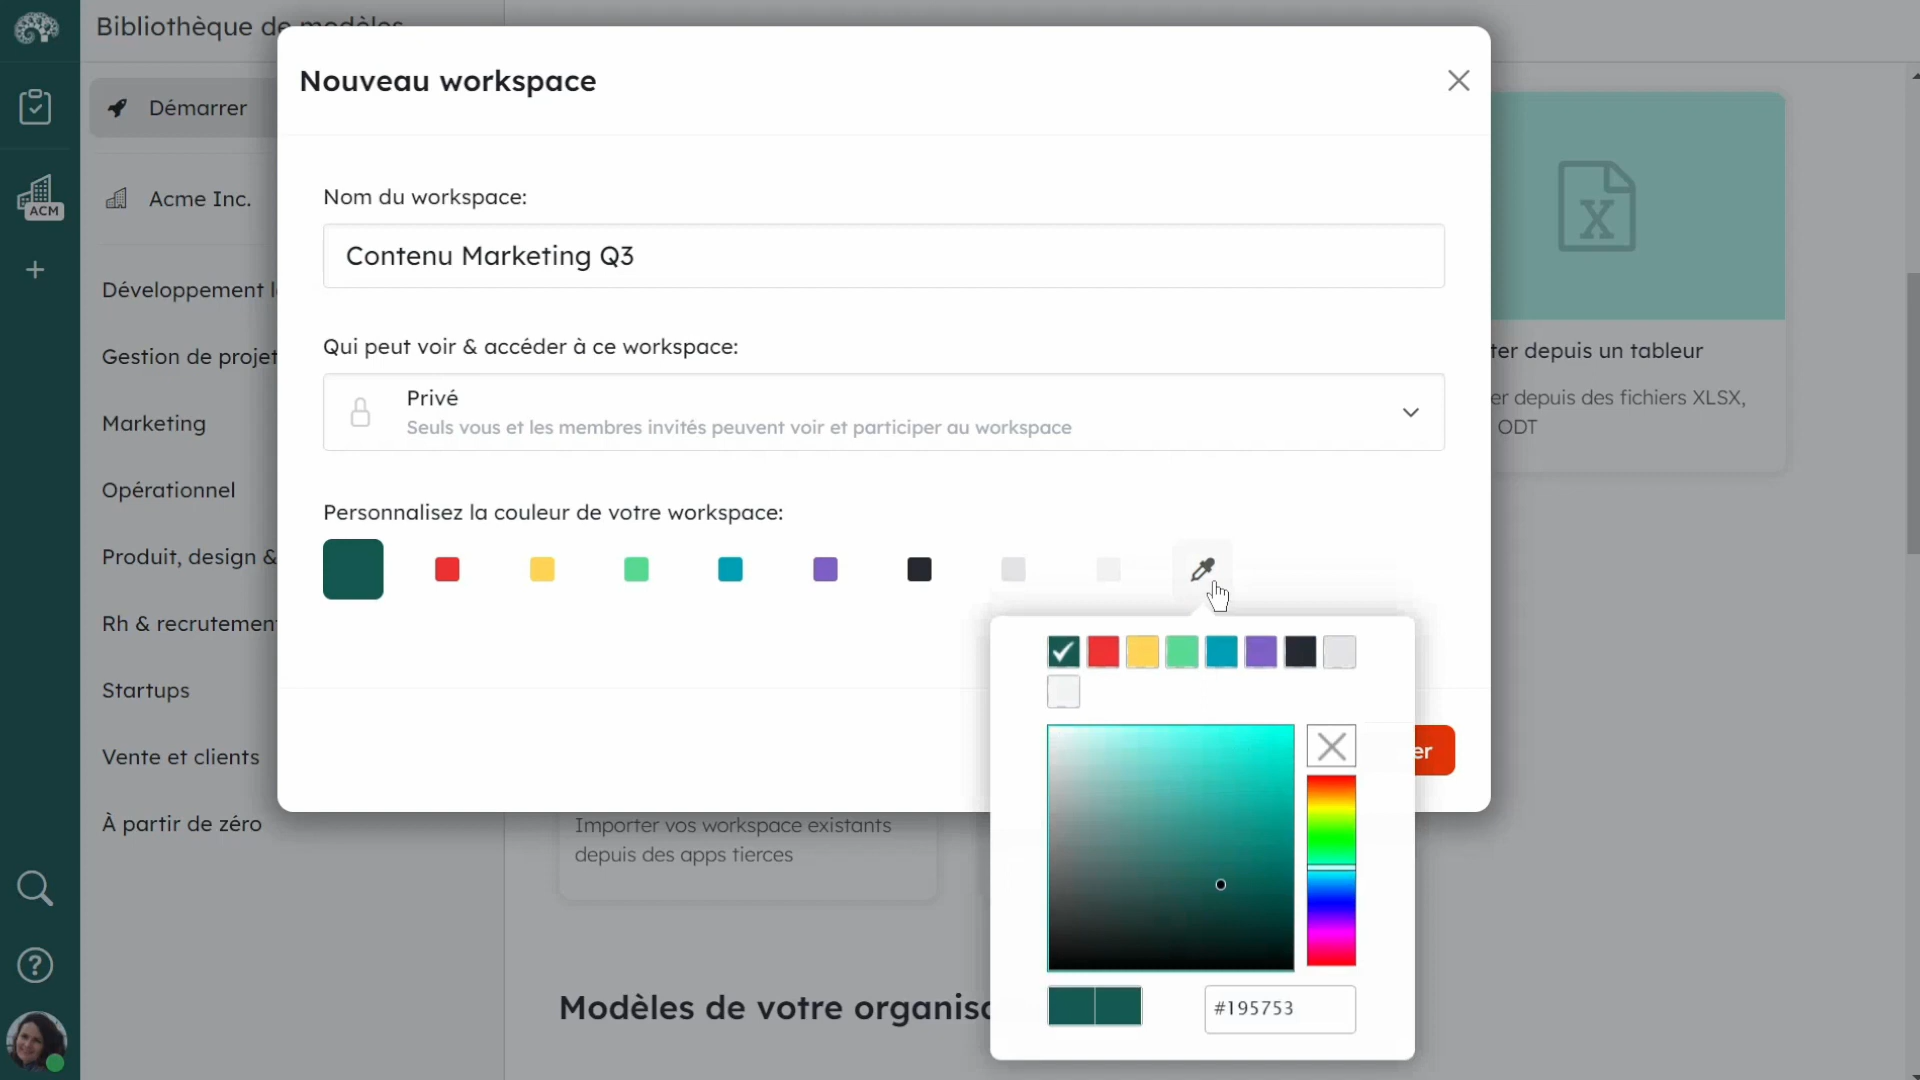 Bibliothèque de modèles
Démarrer
ACM
Acme Inc.
Développement l
Gestion de projet
Marketing
Opérationnel
Produit, design &
Rh & recrutement
Startups
Vente et clients
À partir de zéro
Nouveau workspace
Nom du workspace:
Contenu Marketing Q3
Qui peut voir & accéder à ce workspace:
Privé
Seuls vous et les membres invités peuvent voir et participer au workspace
Personnalisez la couleur de votre workspace:
er
#195753
X
ter depuis un tableur
er depuis des fichiers XLSX,
ODT
Importer vos workspace existants
depuis des apps tierces
Modèles de votre organisa